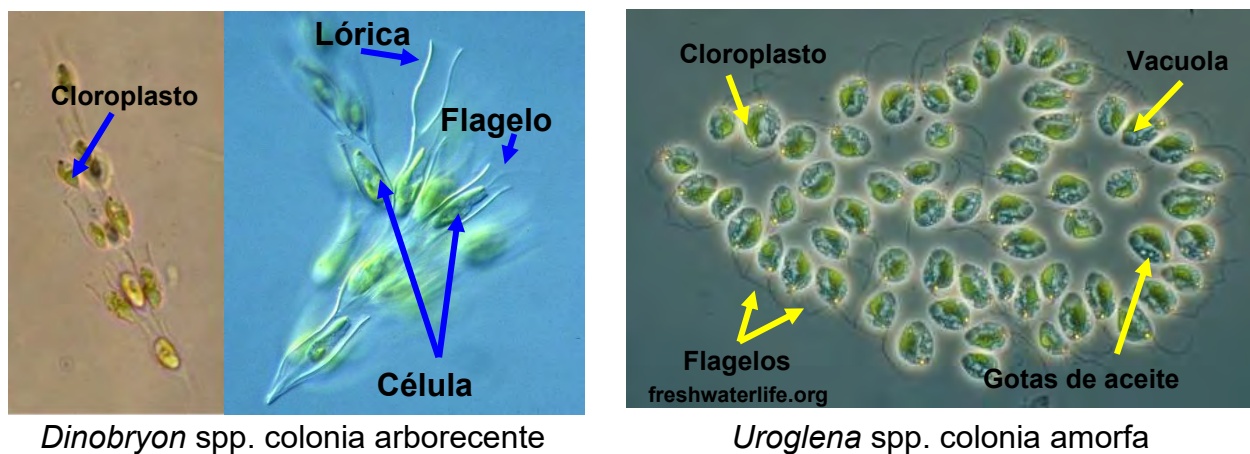 Cloroplasto
Lórica
Flagelo
Célula
Cloroplasto
Vacuola
Flagelos
Gotas de aceite
freshwaterlife.org
Dinobryon spp. colonia arborecente
Uroglena spp. colonia amorfa